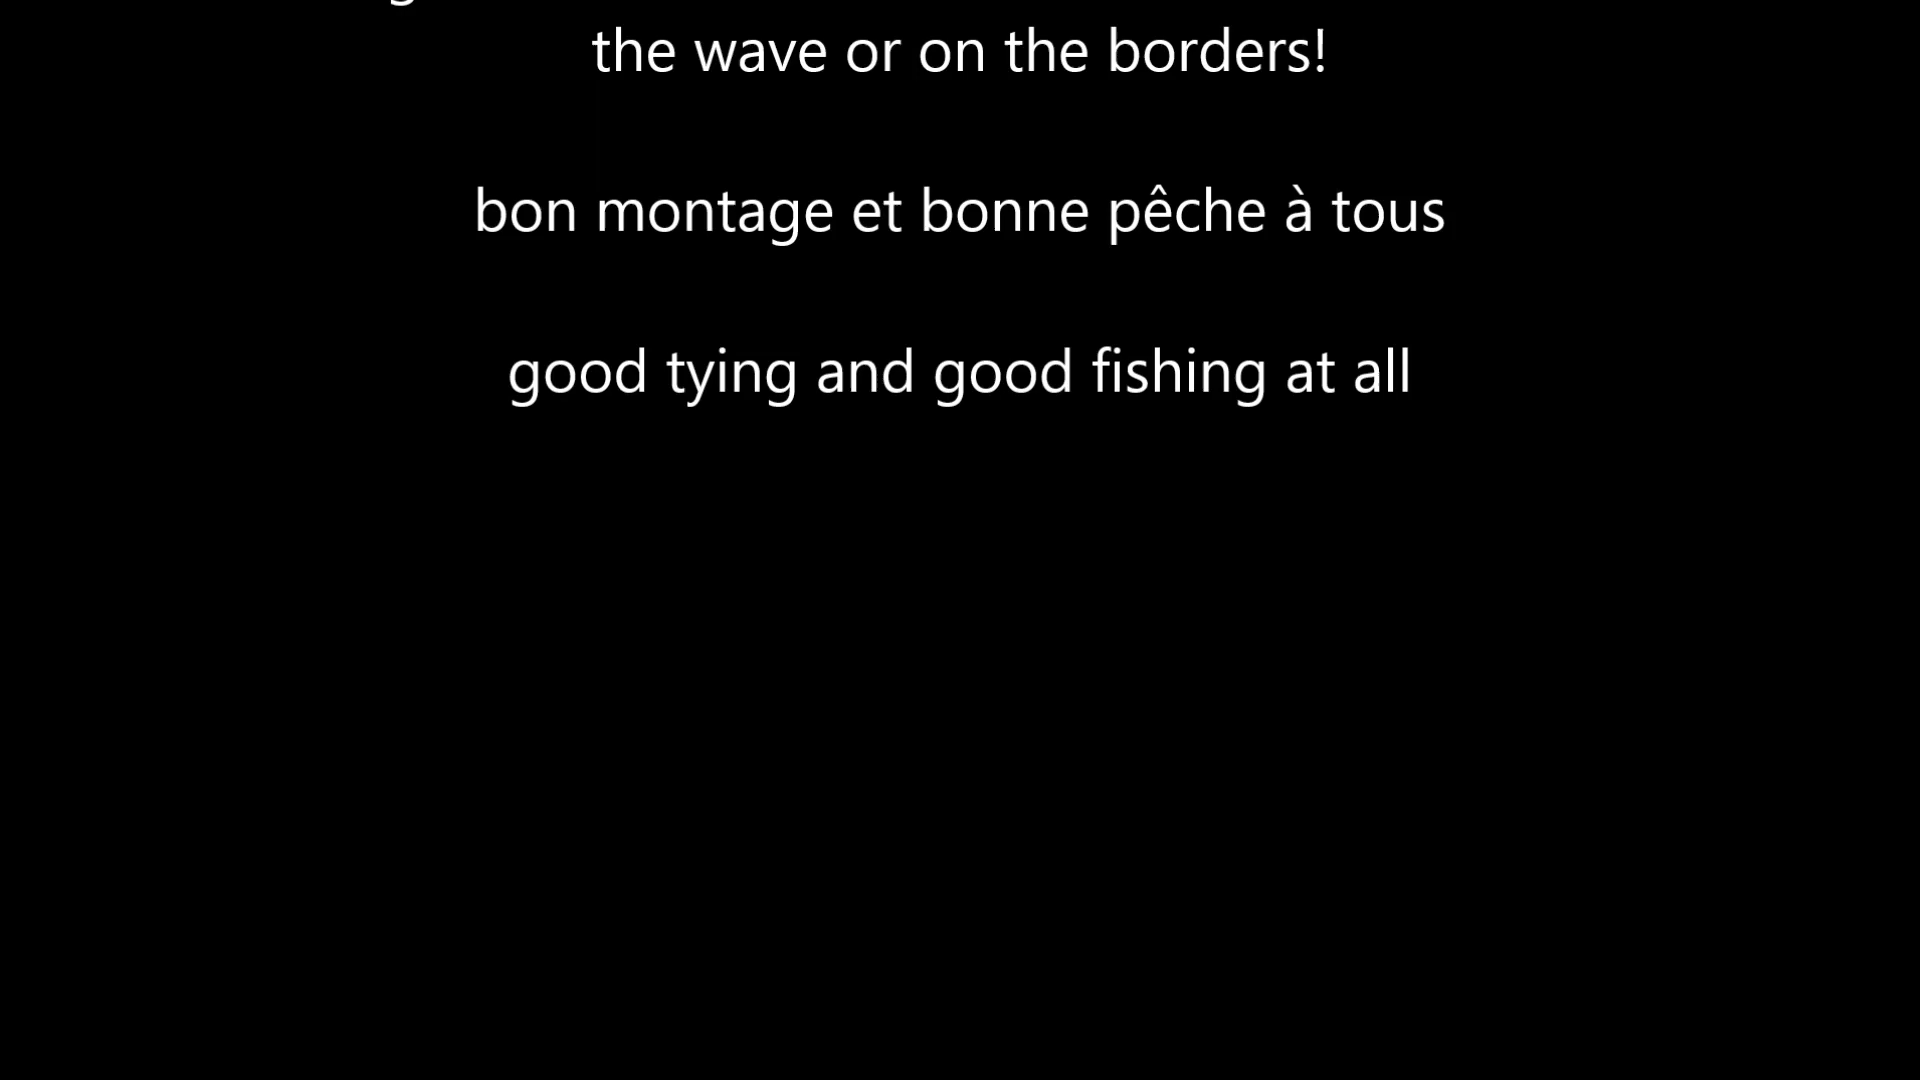 the wave or on the borders!
bon montage et bonne pêche à tous
good tying and good fishing at all